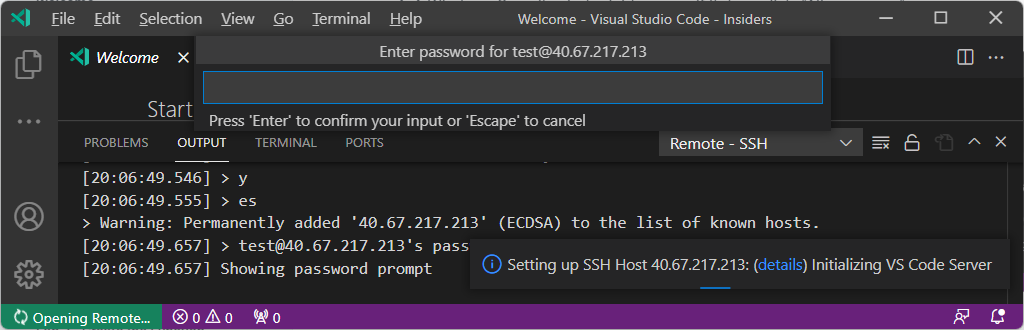 File Edit Selection View Go Terminal Help Welcome - Visual Studio Code - Insiders
Enter password for test@40.67.217.213
Welcome
Start
Press 'Enter' to confirm your input or 'Escape' to cancel
PROBLEMS OUTPUT TERMINAL PORTS Remote - SSH
[20:06:49.546] > y
[20:06:49.555] > es
> Warning: Permanently added '40.67.217.213' (ECDSA) to the list of known hosts.
[20:06:49.657] > test@40.67.217.213's pass
[20:06:49.657] Showing password prompt
Setting up SSH Host 40.67.217.213: (details) Initializing VS Code Server
Opening Remote... 0 0 0